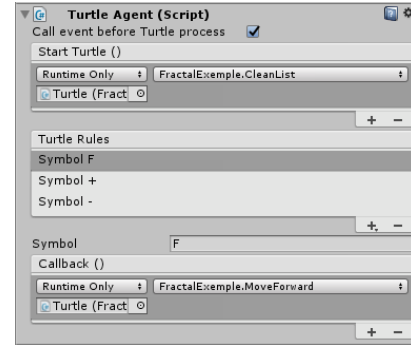 Turtle Agent (Script)
Call event before Turtle process
Start Turtle ()
Runtime Only FractalExemple.CleanList
Turtle (Fract
Turtle Rules
Symbol F
Symbol +
Symbol -
Symbol F
Callback ()
Runtime Only FractalExemple.MoveForward
Turtle (Fract